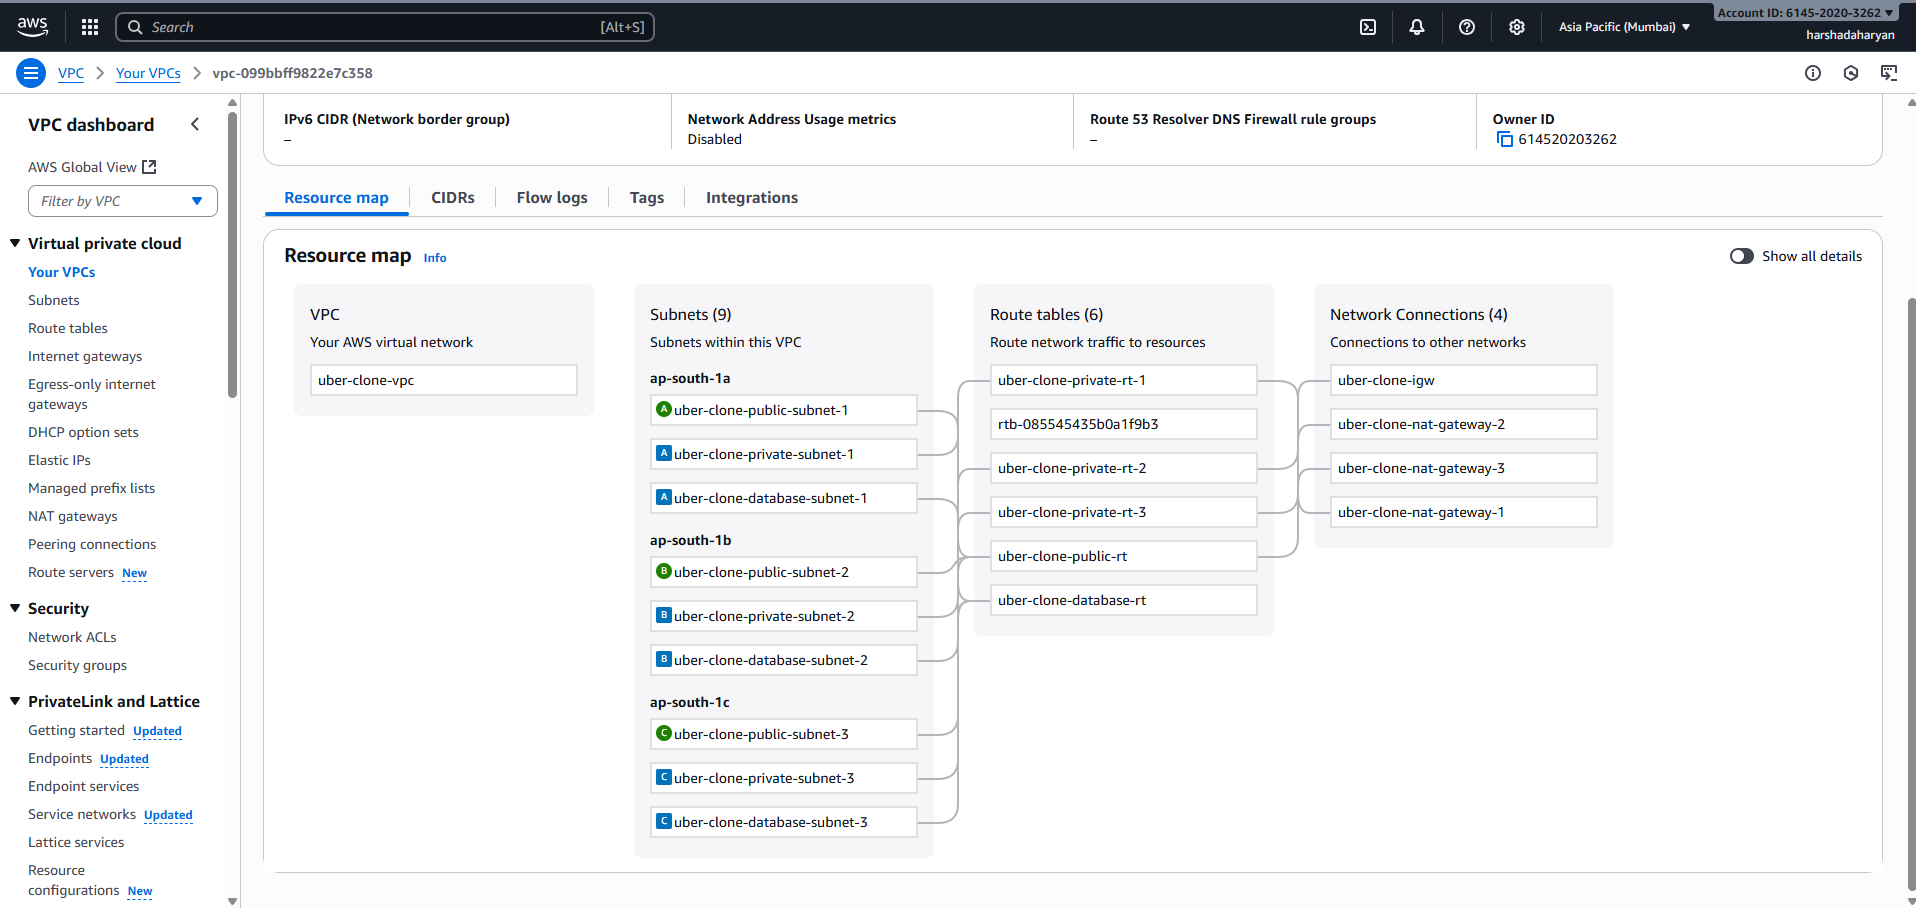 aws
Search
[Alt+S]
Asia Pacific (Mumbai)
Account ID: 6145-2020-3262
harshadaharyan
VPC
Your VPCs
vpc-099bbff9822e7c358
VPC dashboard
AWS Global View
Filter by VPC
Virtual private cloud
Your VPCs
Subnets
Route tables
Internet gateways
Egress-only internet
gateways
DHCP option sets
Elastic IPs
Managed prefix lists
NAT gateways
Peering connections
Route servers New
Security
Network ACLs
Security groups
PrivateLink and Lattice
Getting started Updated
Endpoints Updated
Endpoint services
Service networks Updated
Lattice services
Resource
configurations New
IPv6 CIDR (Network border group)
–
Network Address Usage metrics
Disabled
Route 53 Resolver DNS Firewall rule groups
–
Owner ID
614520203262
Resource map
CIDRs
Flow logs
Tags
Integrations
Resource map Info
Show all details
VPC
Your AWS virtual network
uber-clone-vpc
Subnets (9)
Subnets within this VPC
ap-south-1a
A uber-clone-public-subnet-1
A uber-clone-private-subnet-1
A uber-clone-database-subnet-1
ap-south-1b
B uber-clone-public-subnet-2
B uber-clone-private-subnet-2
B uber-clone-database-subnet-2
ap-south-1c
C uber-clone-public-subnet-3
C uber-clone-private-subnet-3
C uber-clone-database-subnet-3
Route tables (6)
Route network traffic to resources
uber-clone-private-rt-1
rtb-085545435b0a1f9b3
uber-clone-private-rt-2
uber-clone-private-rt-3
uber-clone-public-rt
uber-clone-database-rt
Network Connections (4)
Connections to other networks
uber-clone-igw
uber-clone-nat-gateway-2
uber-clone-nat-gateway-3
uber-clone-nat-gateway-1